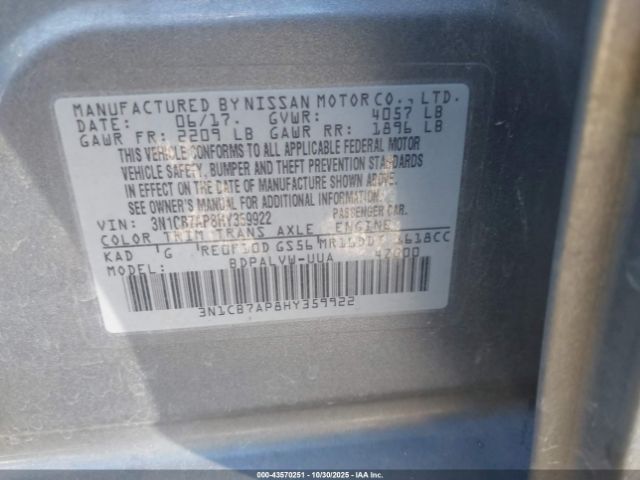 MANUFACTURED BY NISSAN MOTOR CO., LTD.
DATE: 06/17. GVWR: 4057 LB
GAWR FR: 2209 LB GAWR RR: 1896 LB
THIS VEHICLE CONFORMS TO ALL APPLICABLE FEDERAL MOTOR
VEHICLE SAFETY, BUMPER AND THEFT PREVENTION STANDARDS
IN EFFECT ON THE DATE OF MANUFACTURE SHOWN ABOVE.
SEE OWNER'S MANUAL FOR ADDITIONAL INFORMATION.
VIN: 3N1CB7AP8HY359922 PASSENGER CAR.
COLOR TRIM TRANS AXLE ENGINE
KAD G RE0F10D GS56 1618CC
MODEL: BDPALVW-UUA
3N1CB7AP8HY359922
000-43570251 - 10/30/2025 - IAAI, Inc.